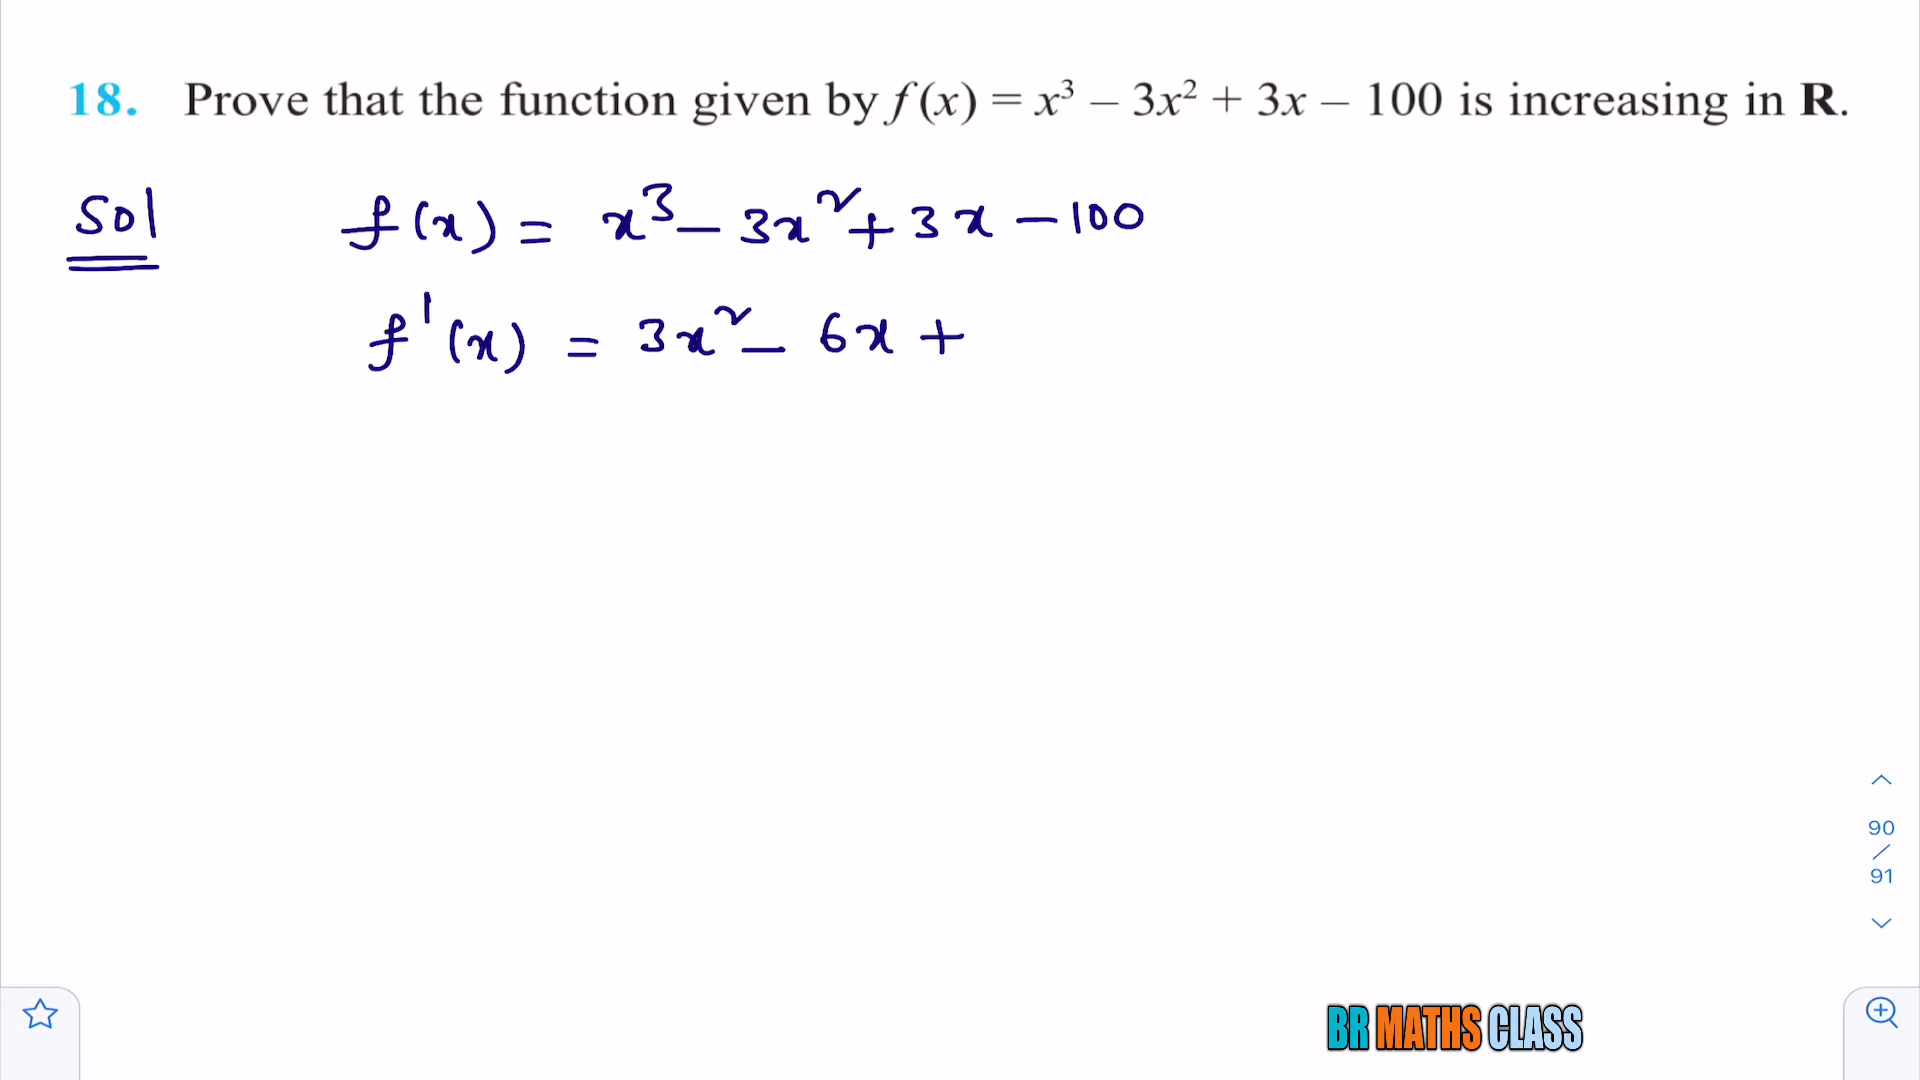 18. Prove that the function given by f(x) = x³ – 3x² + 3x – 100 is increasing in R.
Sol f(x) = x³ – 3x² + 3x – 100
f'(x) = 3x² – 6x +
90
/
91
BR MATHS CLASS